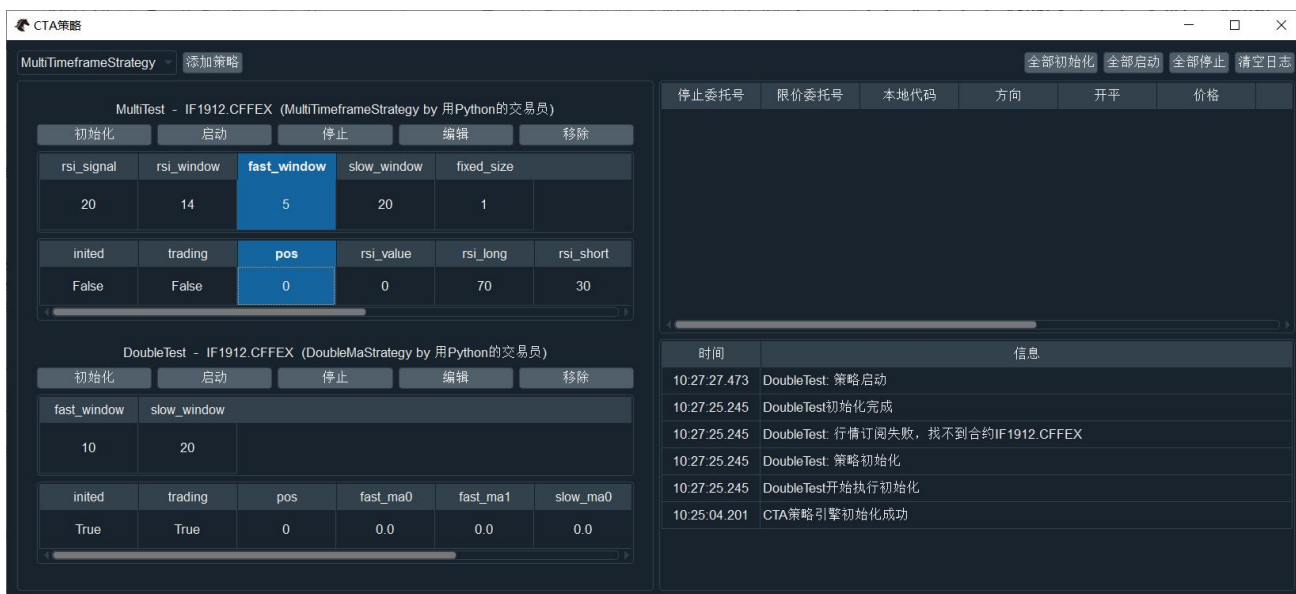 CTA策略
MultiTimeframeStrategy 添加策略 全部初始化 全部启动 全部停止 清空日志
MultiTest - IF1912.CFFEX (MultiTimeframeStrategy by 用Python的交易员)
初始化 启动 停止 编辑 移除
rsi_signal rsi_window fast_window slow_window fixed_size
20 14 5 20 1
inited trading pos rsi_value rsi_long rsi_short
False False 0 0 70 30
DoubleTest - IF1912.CFFEX (DoubleMaStrategy by 用Python的交易员)
初始化 启动 停止 编辑 移除
fast_window slow_window
10 20
inited trading pos fast_ma0 fast_ma1 slow_ma0
True True 0 0.0 0.0 0.0
停止委托号 限价委托号 本地代码 方向 开平 价格
时间 信息
10:27:27.473 DoubleTest: 策略启动
10:27:25.245 DoubleTest初始化完成
10:27:25.245 DoubleTest: 行情订阅失败，找不到合约IF1912.CFFEX
10:27:25.245 DoubleTest: 策略初始化
10:27:25.245 DoubleTest开始执行初始化
10:25:04.201 CTA策略引擎初始化成功